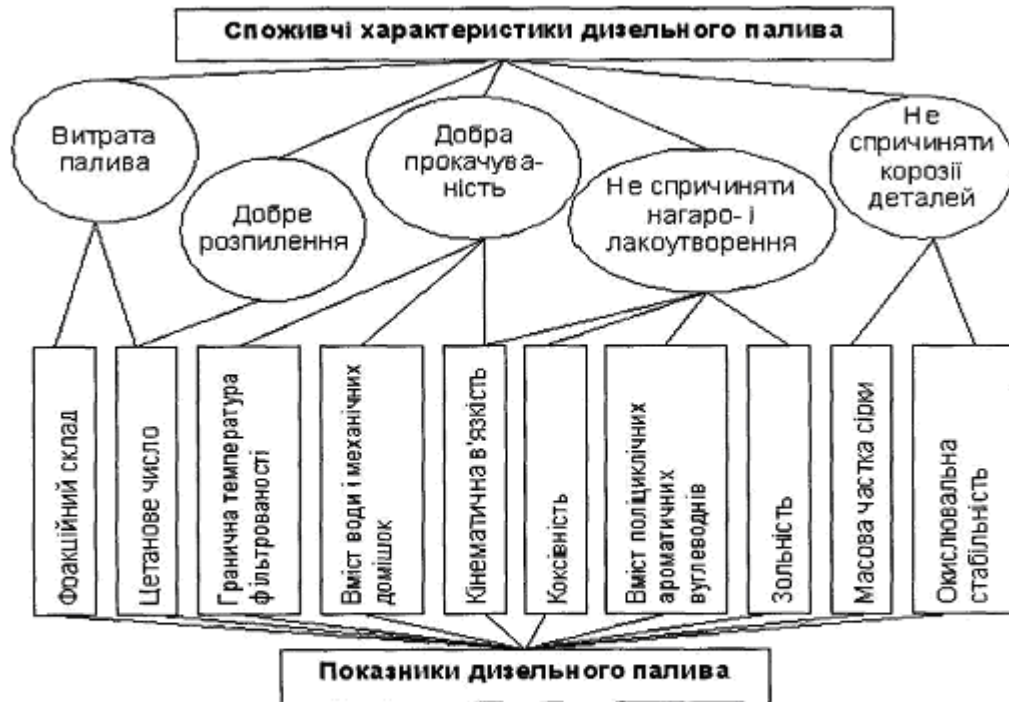 Споживчі характеристики дизельного палива
Витрата
палива
Добре
розпилення
Добра
прокачува-
ність
Не спричиняти
нагаро- і
лакоутворення
Не
спричиняти
корозії
деталей
Фракційний склад
Цетанове число
Гранична температура
фільтрованості
Вміст води і механічних
домішок
Кінематична в'язкість
Коксівність
Вміст поліциклічних
ароматичних
вуглеводнів
Зольність
Масова частка сірки
Окислювальна
стабільність
Показники дизельного палива